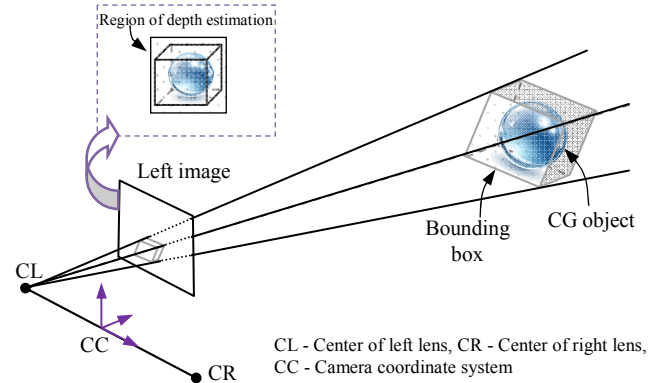 Region of depth estimation
Left image
Bounding
box
CG object
CL
CC
CR
CL - Center of left lens, CR - Center of right lens,
CC - Camera coordinate system